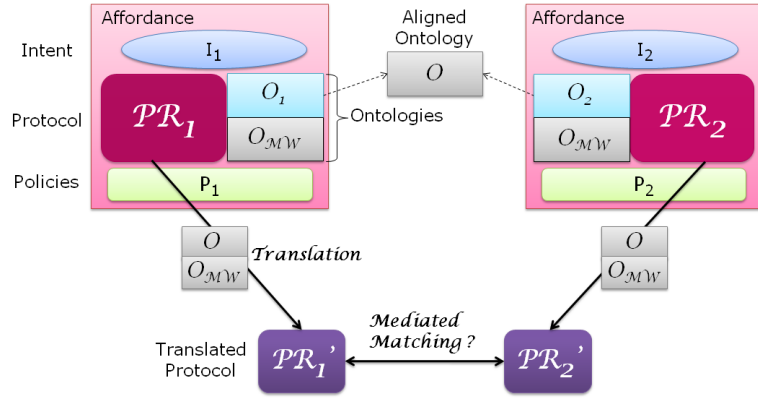 Affordance
Aligned
Ontology
Affordance
Intent
I1
O
I2
Protocol
PR1
O1
OMW
Ontologies
O2
OMW
PR2
Policies
P1
P2
O
OMW
Translation
O
OMW
Mediated
Matching ?
Translated
Protocol
PR1’
PR2’